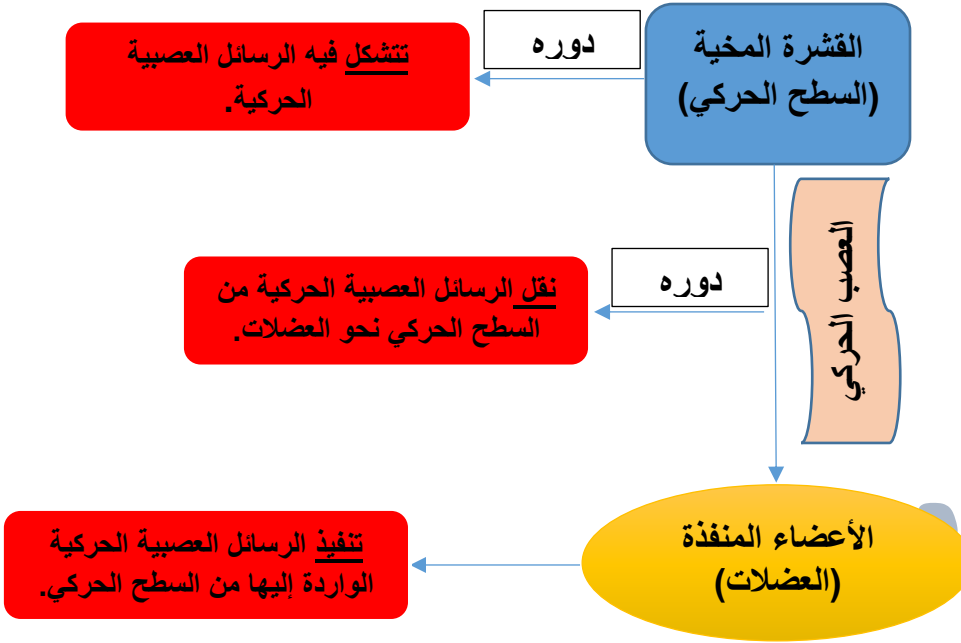 القشرة المخية
(السطح الحركي)
دوره
تتشكل فيه الرسائل العصبية
الحركية.
العصب الحركي
دوره
نقل الرسائل العصبية الحركية من
السطح الحركي نحو العضلات.
الأعضاء المنفذة
(العضلات)
تنفيذ الرسائل العصبية الحركية
الواردة إليها من السطح الحركي.